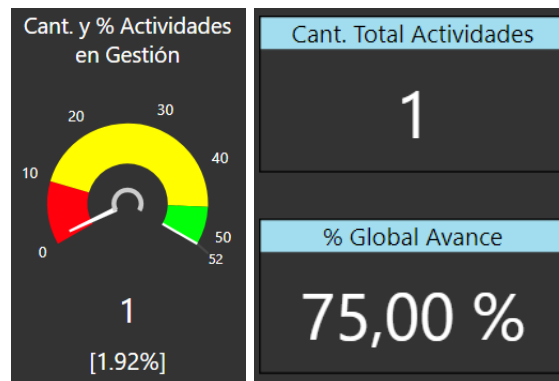 Cant. y % Actividades
en Gestión
0
10
20
30
40
50
52
1
[1.92%]
Cant. Total Actividades
1
% Global Avance
75,00 %